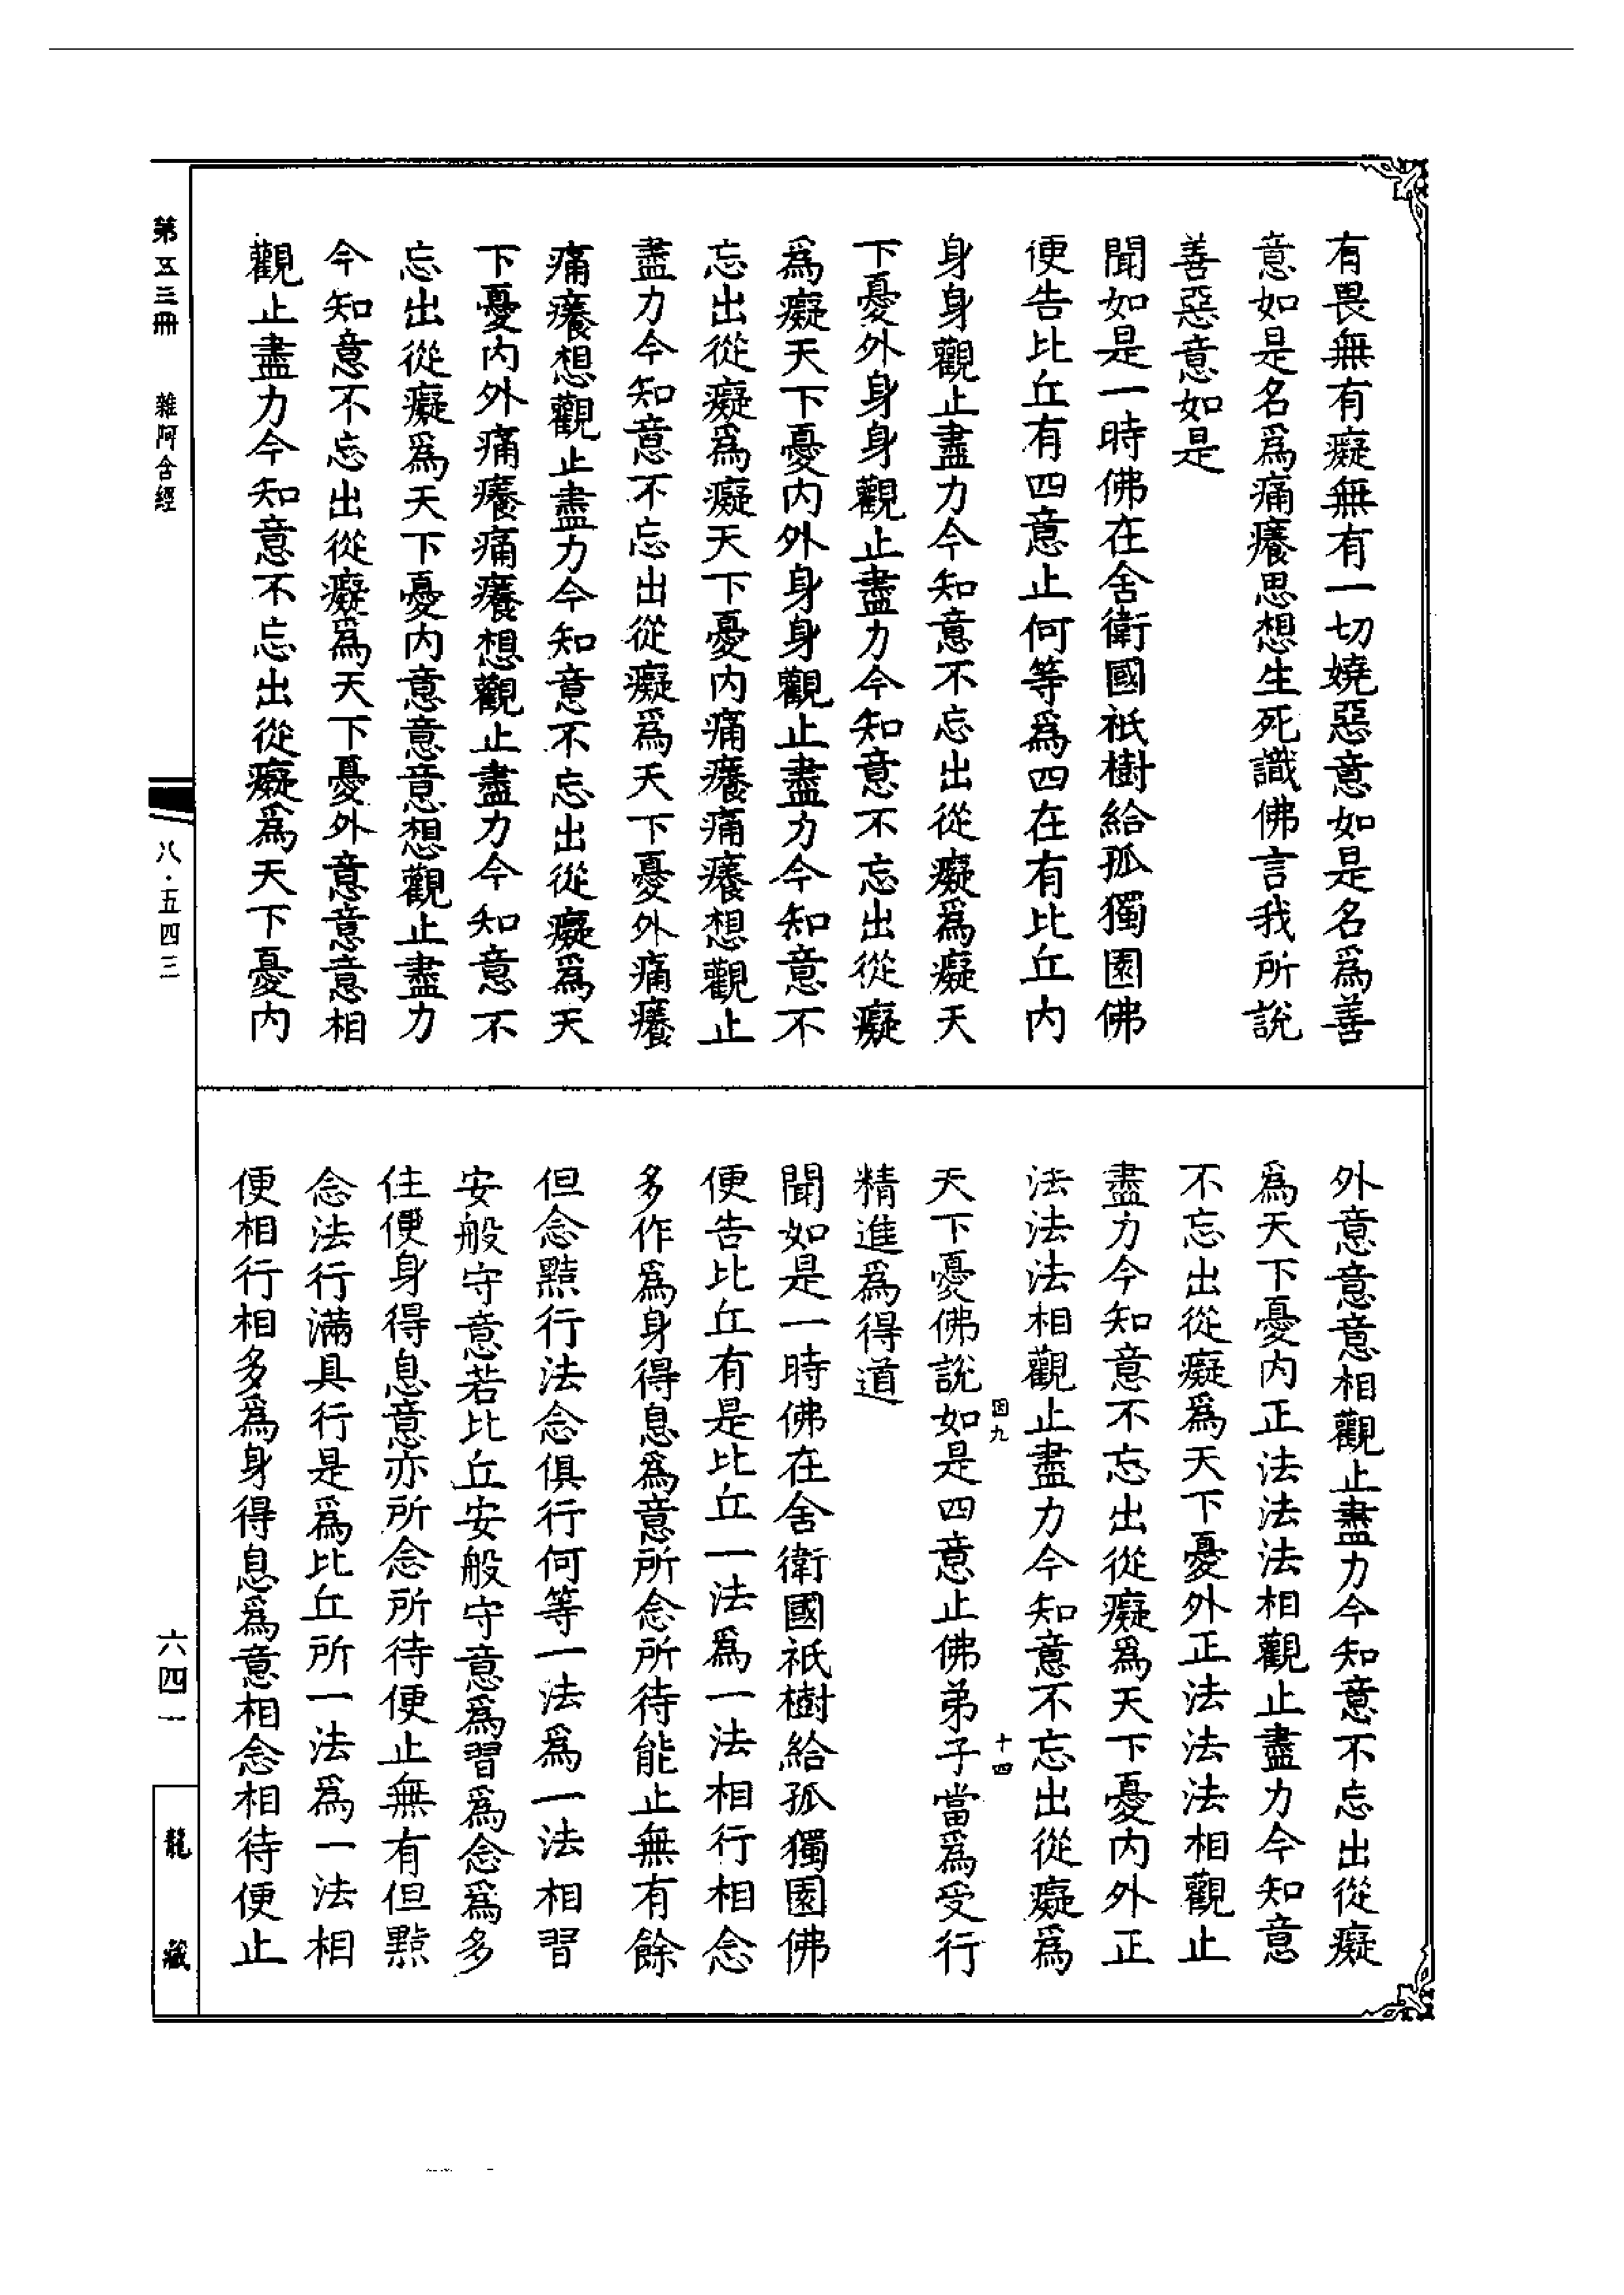 有畏無有癡無有一切嬈惡意如是名爲善
意如是名爲痛癢思想生死識佛言我所說
善惡意如是
聞如是一時佛在舍衛國祇樹給孤獨園佛
便告比丘有四意止何等爲四在有比丘內
身身觀止盡力今知意不忘出從癡爲癡天
下憂外身身觀止盡力今知意不忘出從癡
爲癡天下憂內外身身觀止盡力今知意不
忘出從癡爲癡天下憂內痛癢痛癢想觀止
盡力今知意不忘出從癡爲天下憂外痛癢
痛癢想觀止盡力今知意不忘出從癡爲天
下憂內外痛癢痛癢想觀止盡力今知意不
忘出從癡爲天下憂內意意意想觀止盡力
今知意不忘出從癡爲天下憂外意意意相
觀止盡力今知意不忘出從癡爲天下憂內
外意意意相觀止盡力今知意不忘出從癡
爲天下憂內正法法法相觀止盡力今知意
不忘出從癡爲天下憂外正法法法相觀止
盡力今知意不忘出從癡爲天下憂內外正
法法法相觀止盡力今知意不忘出從癡爲
因九
十四
天下憂佛說如是四意止佛弟子當爲受行
精進爲得道
聞如是一時佛在舍衛國祇樹給孤獨園佛
便告比丘有是比丘一法爲一法相行相念
多作爲身得息爲意所念所待能止無有餘
但念黠行法念俱行何等一法爲一法相習
安般守意若比丘安般守意爲習爲念爲多
住便身得息意亦所念所待便止無有但黠
念法行滿具行是爲比丘所一法爲一法相
便相行相多爲身得息爲意相念相待便止
第五三冊
雜阿含經
八·五四三
六四一
龍藏